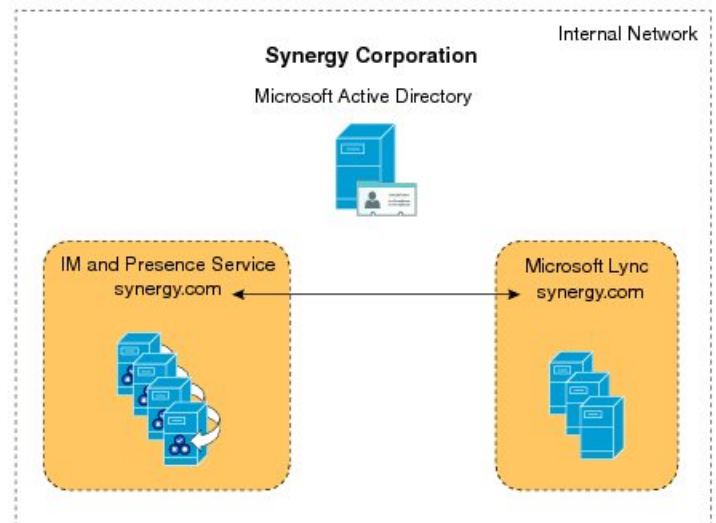 Internal Network
Synergy Corporation
Microsoft Active Directory
IM and Presence Service
synergy.com
Microsoft Lync
synergy.com